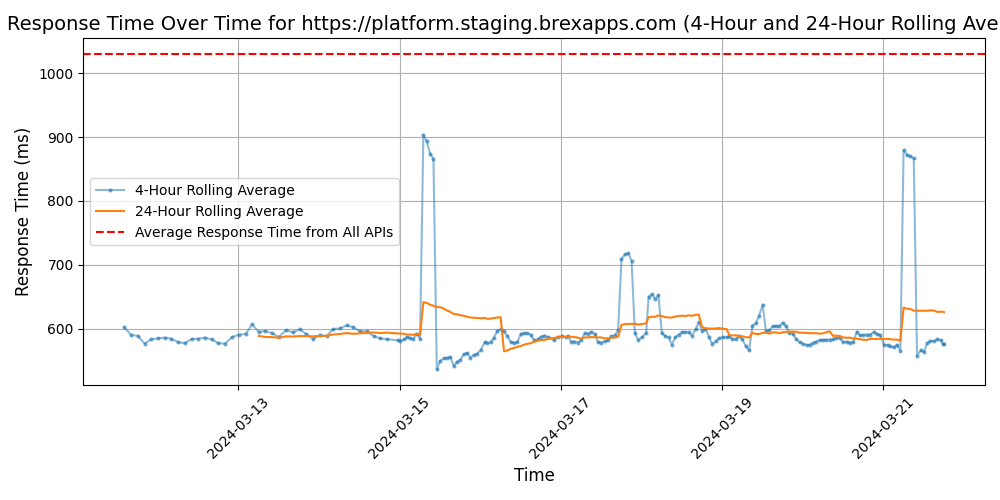 Response Time Over Time for https://platform.staging.brexapps.com (4-Hour and 24-Hour Rolling Ave
Response Time (ms)
1000
900
800
700
600
4-Hour Rolling Average
24-Hour Rolling Average
Average Response Time from All APIs
2024-03-13
2024-03-15
2024-03-17
2024-03-19
2024-03-21
Time